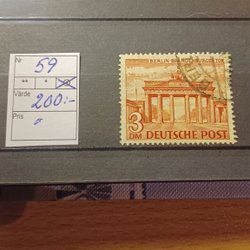 Nr
59
** * ⊙
Värde
200:-
Pris
BERLIN-BRANDENBURGER TOR
3
DM
DEUTSCHE POST